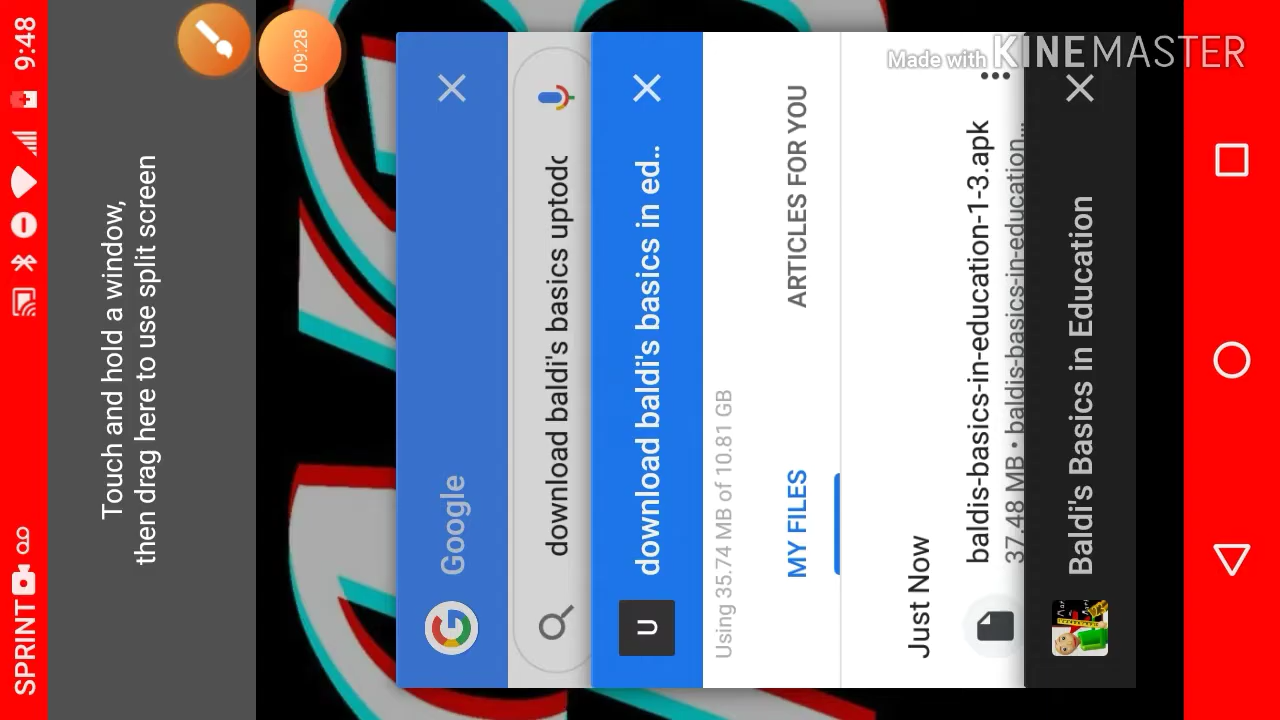 SPRINT
9:48
09:28
Touch and hold a window,
then drag here to use split screen
Google
download baldi's basics uptodo
U
download baldi's basics in ed..
Using 35.74 MB of 10.81 GB
MY FILES
ARTICLES FOR YOU
Just Now
baldis-basics-in-education-1-3.apk
37.48 MB • baldis-basics-in-education...
Baldi's Basics in Education
Made with KINEMASTER